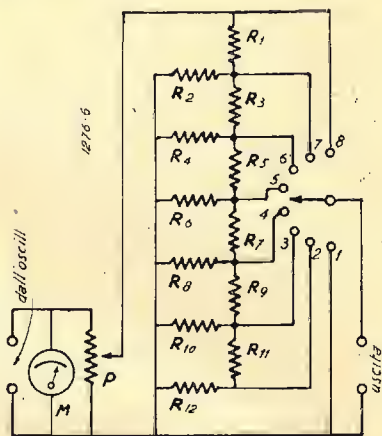 R1
R2
R3
1276-6
R4
R5
6
7
8
5
R6
4
R7
3
2
1
R8
dall'oscill
R9
P
R10
R11
M
R12
uscita